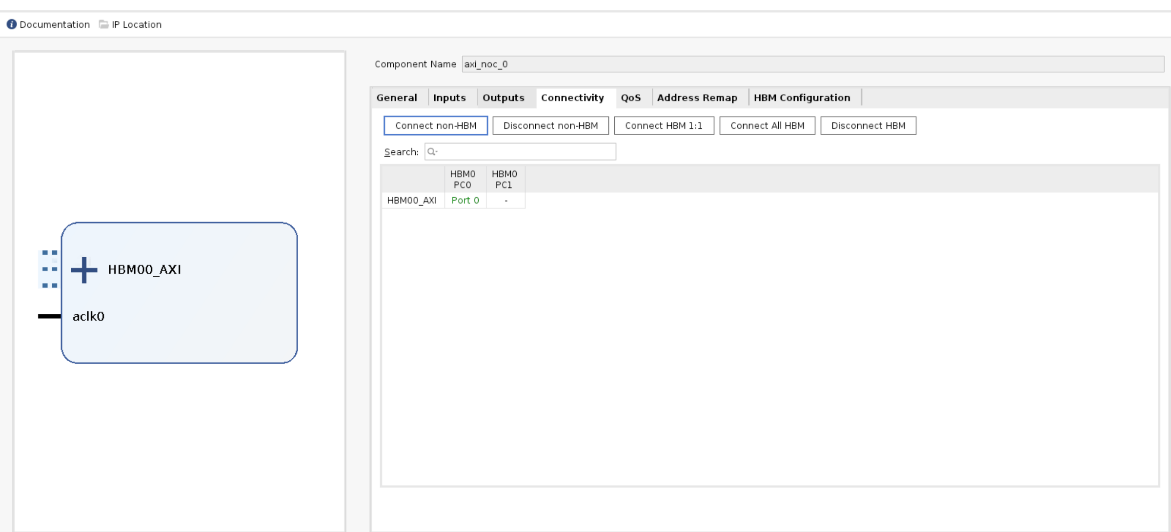 Documentation IP Location
Component Name axi_noc_0
General Inputs Outputs Connectivity QoS Address Remap HBM Configuration
Connect non-HBM Disconnect non-HBM Connect HBM 1:1 Connect All HBM Disconnect HBM
Search:
HBM0 HBM0
PC0 PC1
HBM00_AXI Port 0 -
HBM00_AXI
aclk0